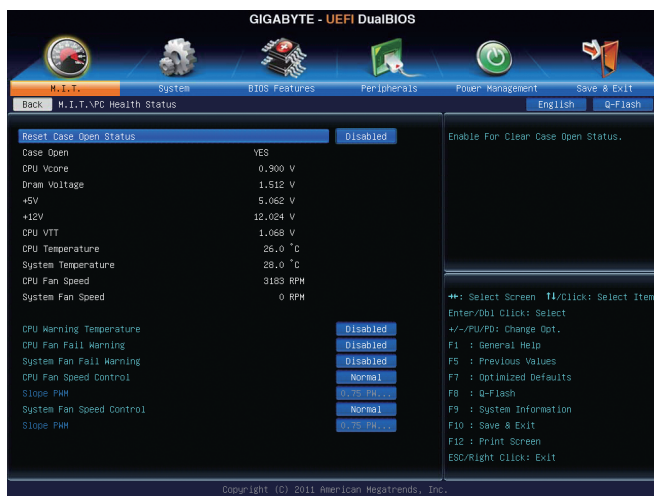 GIGABYTE - UEFI DualBIOS
M.I.T. System BIOS Features Peripherals Power Management Save & Exit
Back M.I.T.\PC Health Status English Q-Flash
Reset Case Open Status Disabled
Case Open YES
CPU Vcore 0.900 V
Dram Voltage 1.512 V
+5V 5.062 V
+12V 12.024 V
CPU VTT 1.068 V
CPU Temperature 26.0 °C
System Temperature 28.0 °C
CPU Fan Speed 3183 RPM
System Fan Speed 0 RPM
CPU Warning Temperature Disabled
CPU Fan Fail Warning Disabled
System Fan Fail Warning Disabled
CPU Fan Speed Control Normal
Slope PWM 0.75 PW...
System Fan Speed Control Normal
Slope PWM 0.75 PW...
Enable For Clear Case Open Status.
→←: Select Screen ↑↓/Click: Select Item
Enter/Dbl Click: Select
+/-/PU/PD: Change Opt.
F1 : General Help
F5 : Previous Values
F7 : Optimized Defaults
F8 : Q-Flash
F9 : System Information
F10 : Save & Exit
F12 : Print Screen
ESC/Right Click: Exit
Copyright (C) 2011 American Megatrends, Inc.